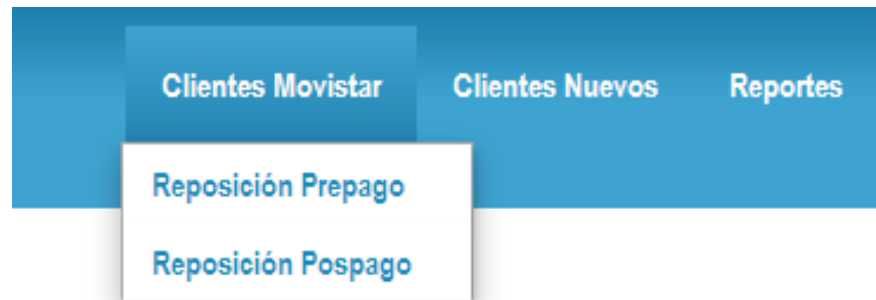 Clientes Movistar Clientes Nuevos Reportes
Reposición Prepago
Reposición Pospago